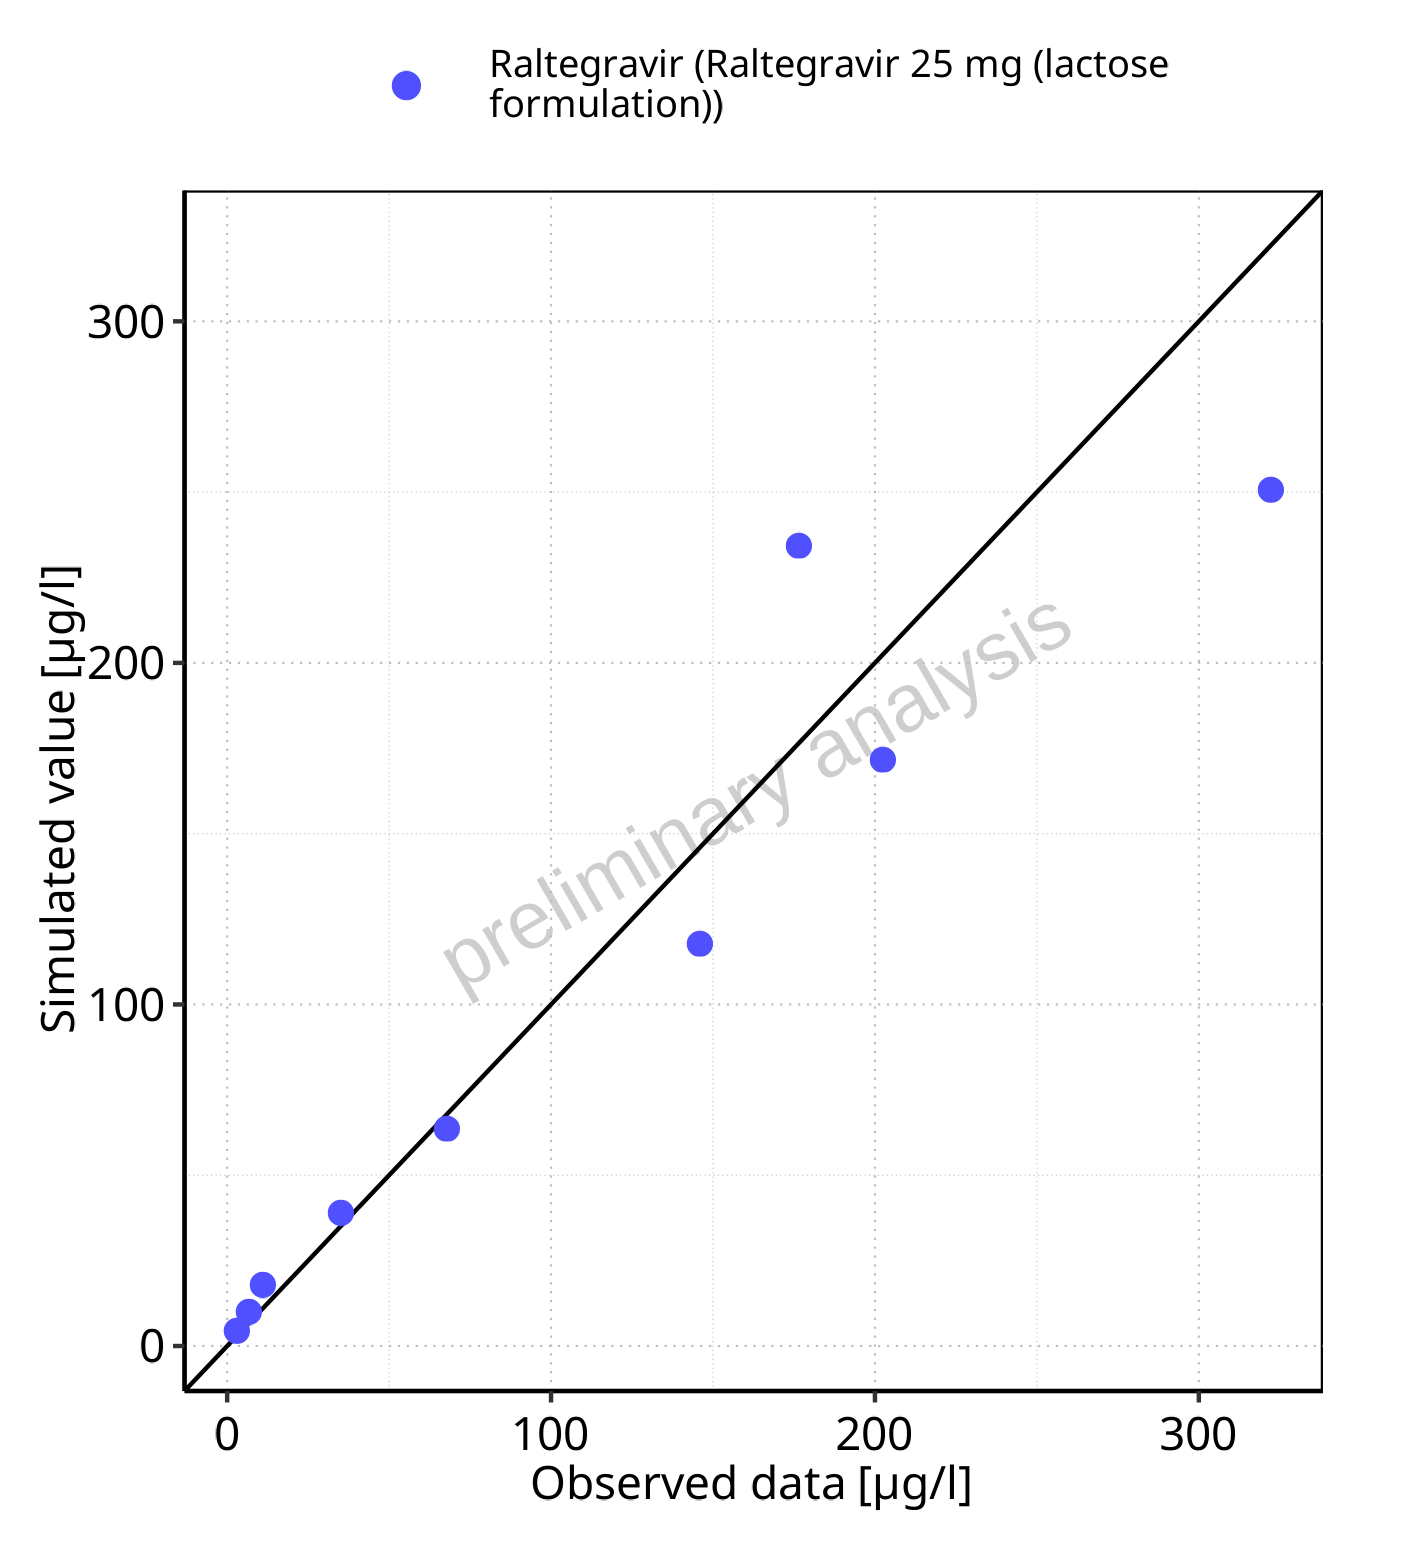 Raltegravir (Raltegravir 25 mg (lactose
formulation))
300
200
100
0
Simulated value [µg/l]
preliminary analysis
0
100
200
300
Observed data [µg/l]